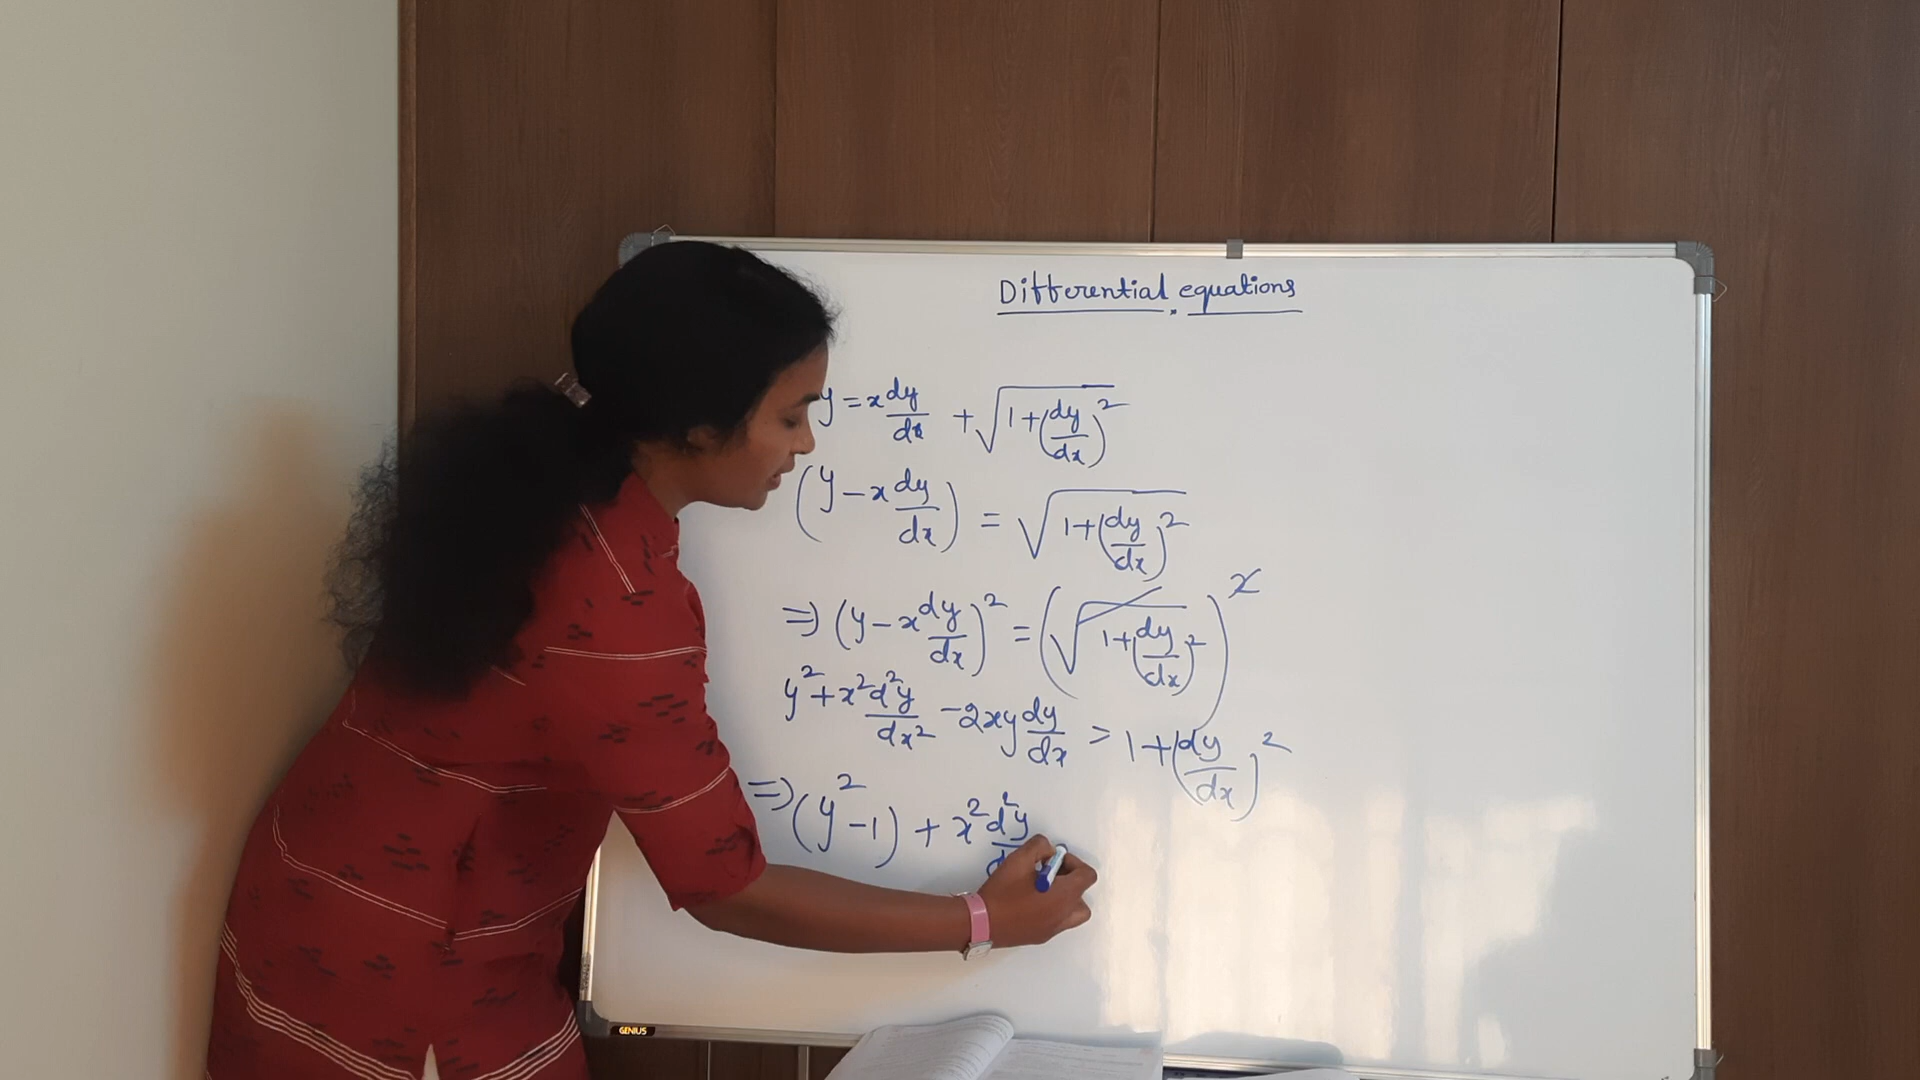 Differential equations
y = x dy/dx + √(1+(dy/dx)²)
(y − x dy/dx) = √(1+(dy/dx)²)
⇒ (y − x dy/dx)² = (√(1+(dy/dx)²))²
y² + x² d²y/dx² − 2xy dy/dx = 1+(dy/dx)²
⇒ (y² − 1) + x² d²y/d
GENIUS